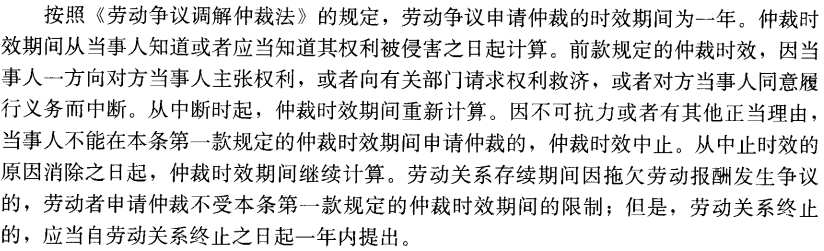 按照《劳动争议调解仲裁法》的规定，劳动争议申请仲裁的时效期间为一年。仲裁时
效期间从当事人知道或者应当知道其权利被侵害之日起计算。前款规定的仲裁时效，因当
事人一方向对方当事人主张权利，或者向有关部门请求权利救济，或者对方当事人同意履
行义务而中断。从中断时起，仲裁时效期间重新计算。因不可抗力或者有其他正当理由，
当事人不能在本条第一款规定的仲裁时效期间申请仲裁的，仲裁时效中止。从中止时效的
原因消除之日起，仲裁时效期间继续计算。劳动关系存续期间因拖欠劳动报酬发生争议
的，劳动者申请仲裁不受本条第一款规定的仲裁时效期间的限制；但是，劳动关系终止
的，应当自劳动关系终止之日起一年内提出。